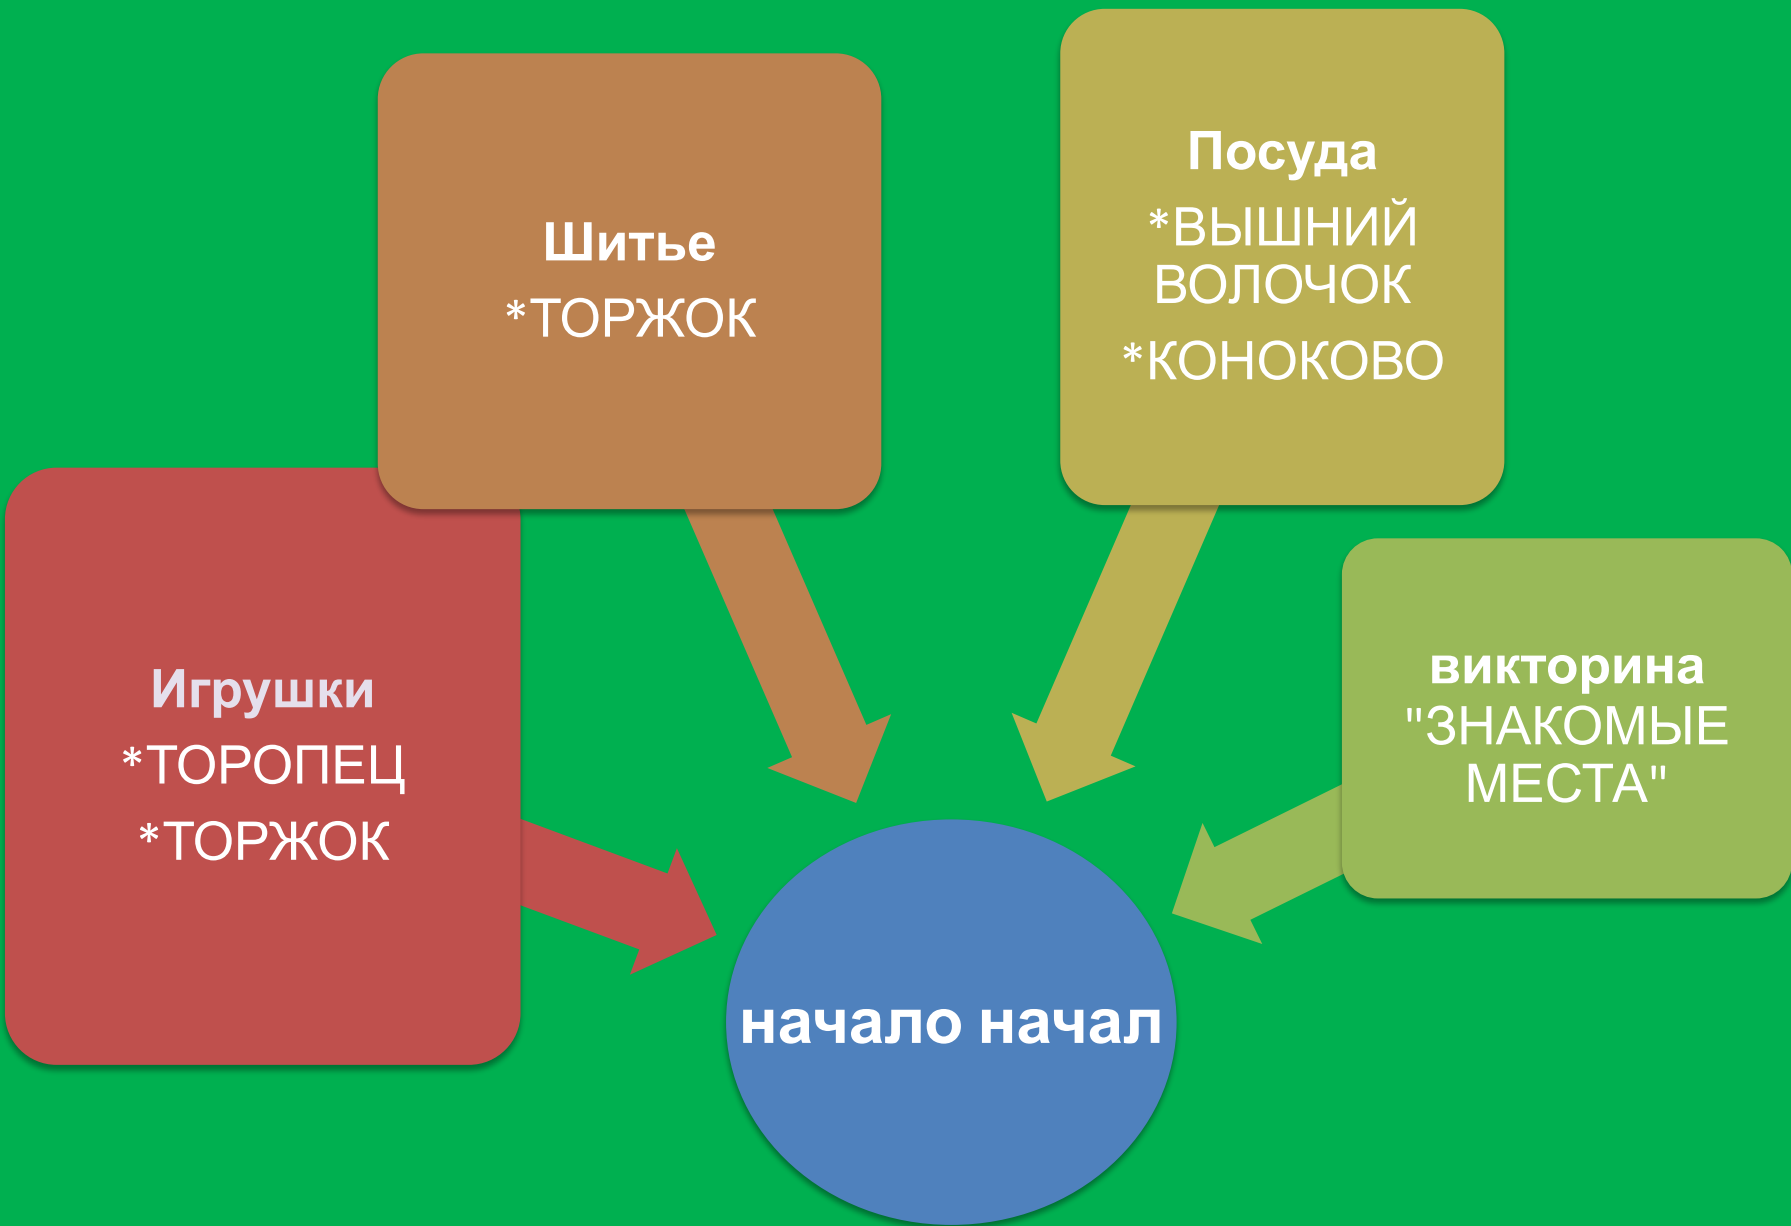 Шитье
*ТОРЖОК
Посуда
*ВЫШНИЙ
ВОЛОЧОК
*КОНОКОВО
Игрушки
*ТОРОПЕЦ
*ТОРЖОК
викторина
"ЗНАКОМЫЕ
МЕСТА"
начало начал